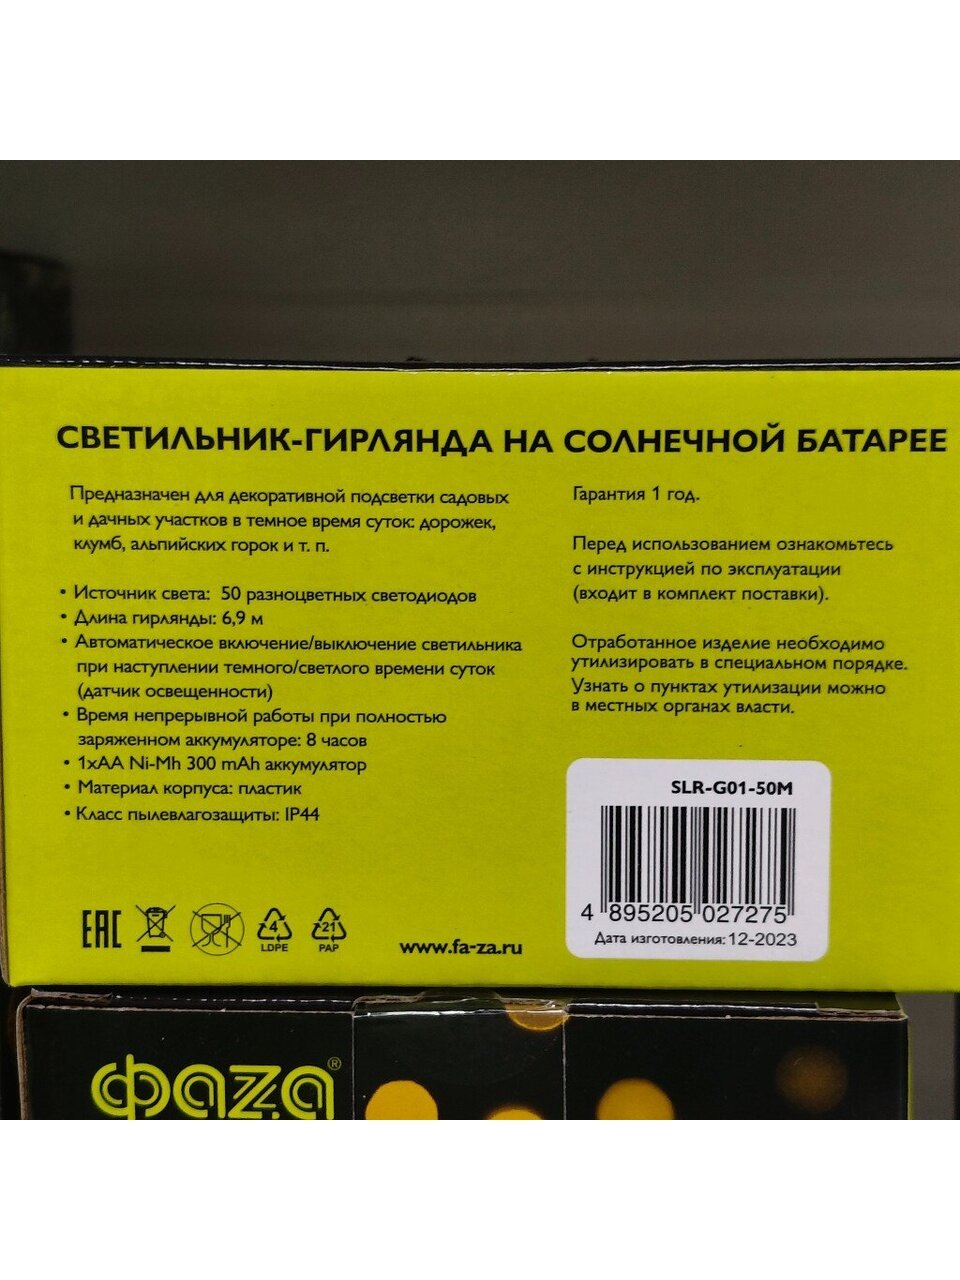 СВЕТИЛЬНИК-ГИРЛЯНДА НА СОЛНЕЧНОЙ БАТАРЕЕ
Предназначен для декоративной подсветки садовых
и дачных участков в темное время суток: дорожек,
клумб, альпийских горок и т. п.
• Источник света: 50 разноцветных светодиодов
• Длина гирлянды: 6,9 м
• Автоматическое включение/выключение светильника
при наступлении темного/светлого времени суток
(датчик освещенности)
• Время непрерывной работы при полностью
заряженном аккумуляторе: 8 часов
• 1xAA Ni-Mh 300 mAh аккумулятор
• Материал корпуса: пластик
• Класс пылевлагозащиты: IP44
Гарантия 1 год.
Перед использованием ознакомьтесь
с инструкцией по эксплуатации
(входит в комплект поставки).
Отработанное изделие необходимо
утилизировать в специальном порядке.
Узнать о пунктах утилизации можно
в местных органах власти.
SLR-G01-50M
4 895205 027275
Дата изготовления: 12-2023
EAC
4
LDPE
21
PAP
www.fa-za.ru
фаzа®